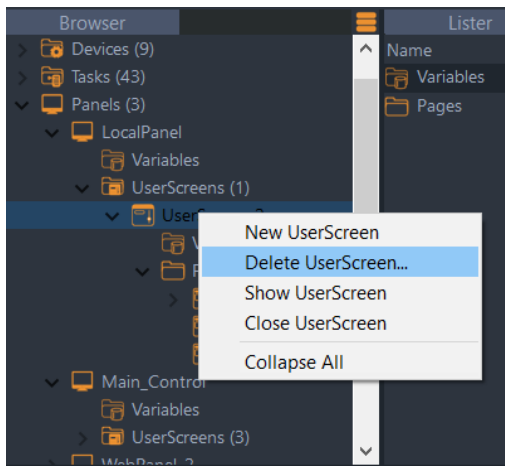 Browser
Lister
Devices (9)
Name
Tasks (43)
Variables
Panels (3)
Pages
LocalPanel
Variables
UserScreens (1)
New UserScreen
Delete UserScreen...
Show UserScreen
Close UserScreen
Collapse All
Main_Control
Variables
UserScreens (3)
WebPanel_2